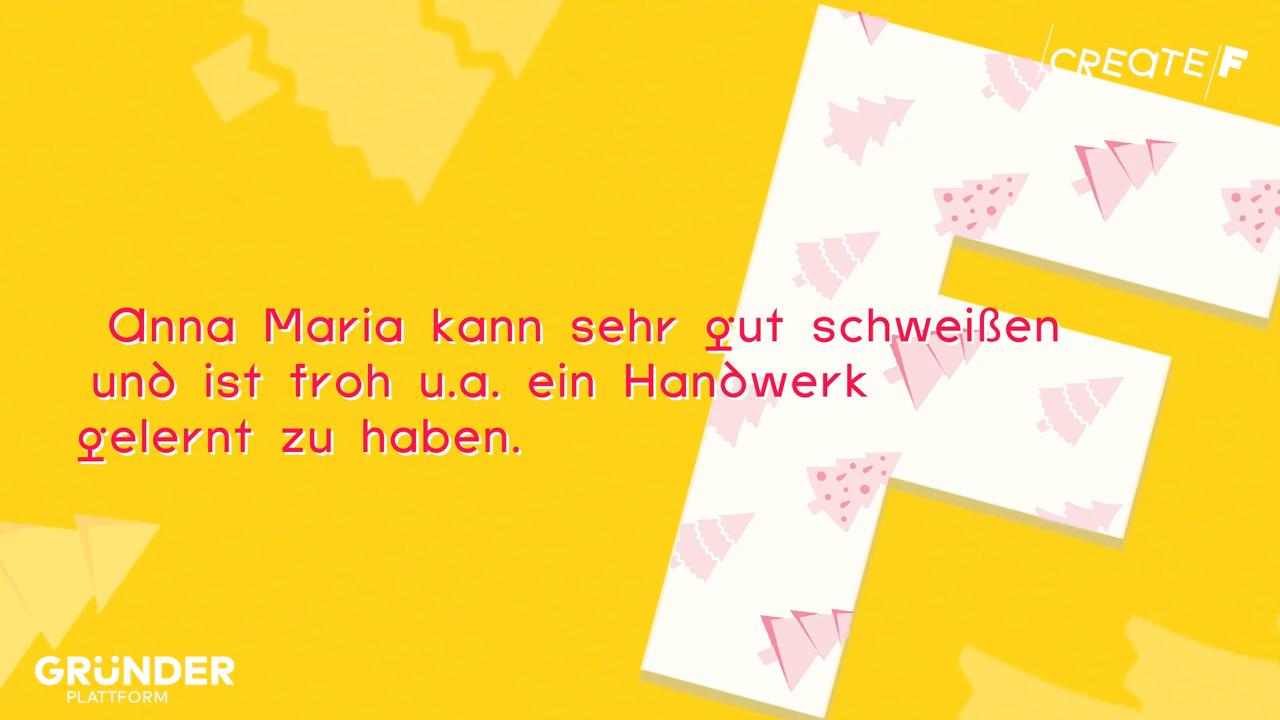 CREATE F
Anna Maria kann sehr gut schweißen
und ist froh u.a. ein Handwerk
gelernt zu haben.
GRÜNDER
PLATTFORM